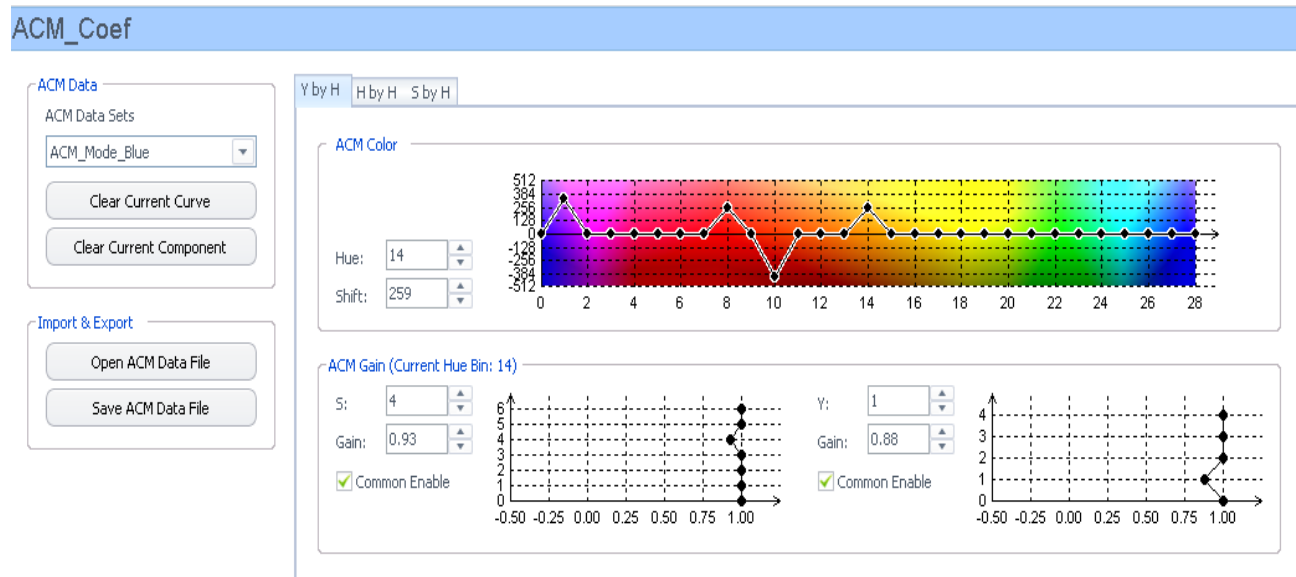 ACM_Coef
ACM Data
ACM Data Sets
ACM_Mode_Blue
Clear Current Curve
Clear Current Component
Import & Export
Open ACM Data File
Save ACM Data File
Y by H H by H S by H
ACM Color
Hue: 14
Shift: 259
512
384
256
128
0
-128
-256
-384
-512
0 2 4 6 8 10 12 14 16 18 20 22 24 26 28
ACM Gain (Current Hue Bin: 14)
S: 4
Gain: 0.93
Common Enable
6
5
4
3
2
1
0
-0.50 -0.25 0.00 0.25 0.50 0.75 1.00
Y: 1
Gain: 0.88
Common Enable
4
3
2
1
0
-0.50 -0.25 0.00 0.25 0.50 0.75 1.00